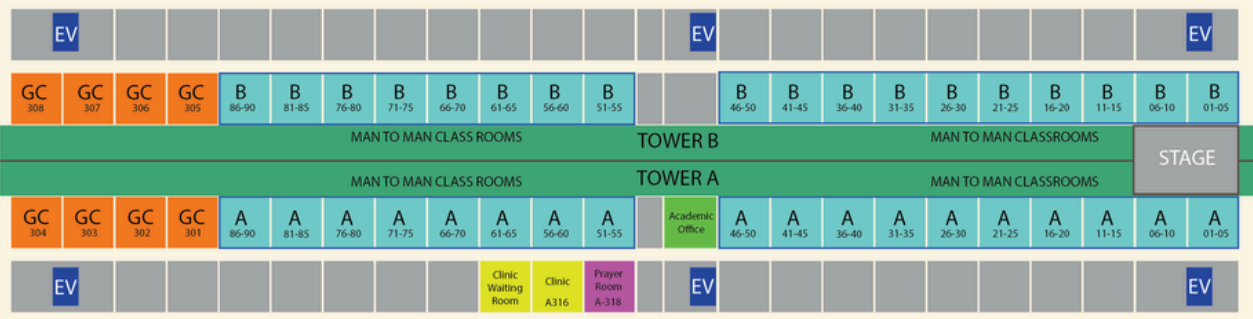 EV EV EV
GC GC GC GC B B B B B B B B B B B B B B B B B B
308 307 306 305 86-90 81-85 76-80 71-75 66-70 61-65 56-60 51-55 46-50 41-45 36-40 31-35 26-30 21-25 16-20 11-15 06-10 01-05
MAN TO MAN CLASS ROOMS TOWER B MAN TO MAN CLASSROOMS
STAGE
MAN TO MAN CLASS ROOMS TOWER A MAN TO MAN CLASSROOMS
GC GC GC GC A A A A A A A A Academic Office A A A A A A A A A A
304 303 302 301 86-90 81-85 76-80 71-75 66-70 61-65 56-60 51-55 46-50 41-45 36-40 31-35 26-30 21-25 16-20 11-15 06-10 01-05
EV EV EV
Clinic
Waiting
Room
Clinic
A316
Prayer
Room
A-318